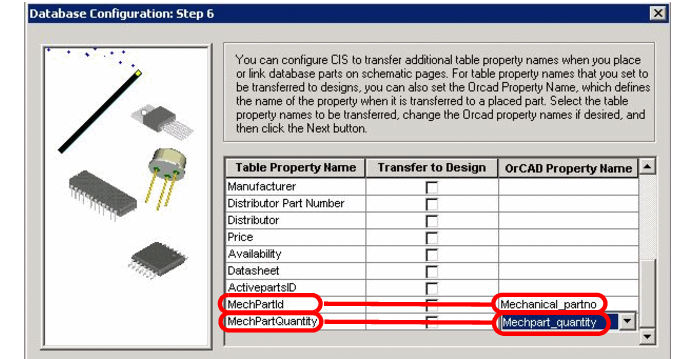 Database Configuration: Step 6
You can configure CIS to transfer additional table property names when you place
or link database parts on schematic pages. For table property names that you set to
be transferred to designs, you can also set the Orcad Property Name, which defines
the name of the property when it is transferred to a placed part. Select the table
property names to be transferred, change the Orcad property names if desired, and
then click the Next button.
Table Property Name Transfer to Design OrCAD Property Name
Manufacturer
Distributor Part Number
Distributor
Price
Availability
Datasheet
ActivepartsID
MechPartId Mechanical_partno
MechPartQuantity Mechpart_quantity